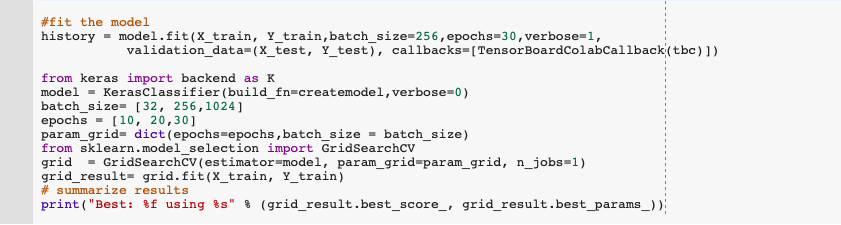 #fit the model
history = model.fit(X_train, Y_train,batch_size=256,epochs=30,verbose=1,
validation_data=(X_test, Y_test), callbacks=[TensorBoardColabCallback(tbc)])
from keras import backend as K
model = KerasClassifier(build_fn=createmodel,verbose=0)
batch_size= [32, 256,1024]
epochs = [10, 20,30]
param_grid= dict(epochs=epochs,batch_size = batch_size)
from sklearn.model_selection import GridSearchCV
grid  = GridSearchCV(estimator=model, param_grid=param_grid, n_jobs=1)
grid_result= grid.fit(X_train, Y_train)
# summarize results
print("Best: %f using %s" % (grid_result.best_score_, grid_result.best_params_))